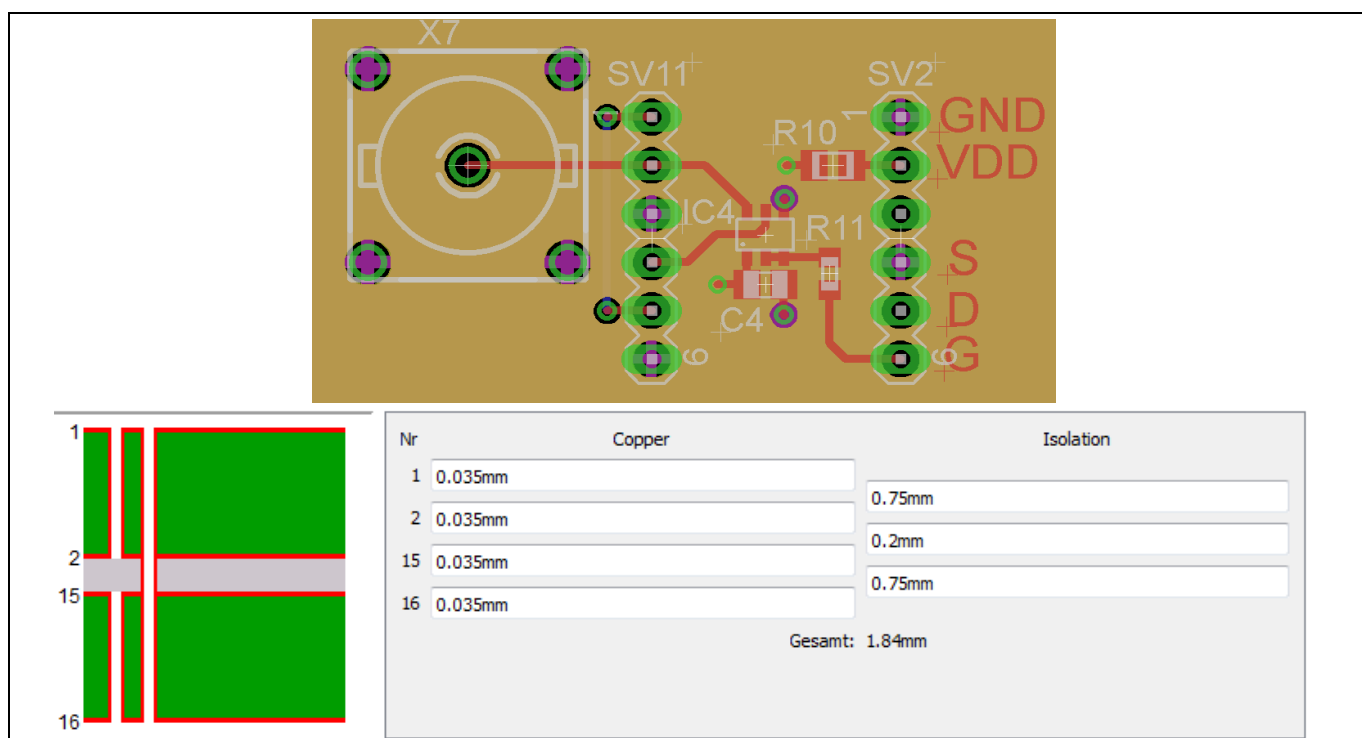 X7
SV11
SV2
1
1
GND
R10
VDD
IC4
R11
S
C4
D
6
6
G
1
2
15
16
Nr Copper Isolation
1 0.035mm
0.75mm
2 0.035mm
0.2mm
15 0.035mm
0.75mm
16 0.035mm
Gesamt: 1.84mm